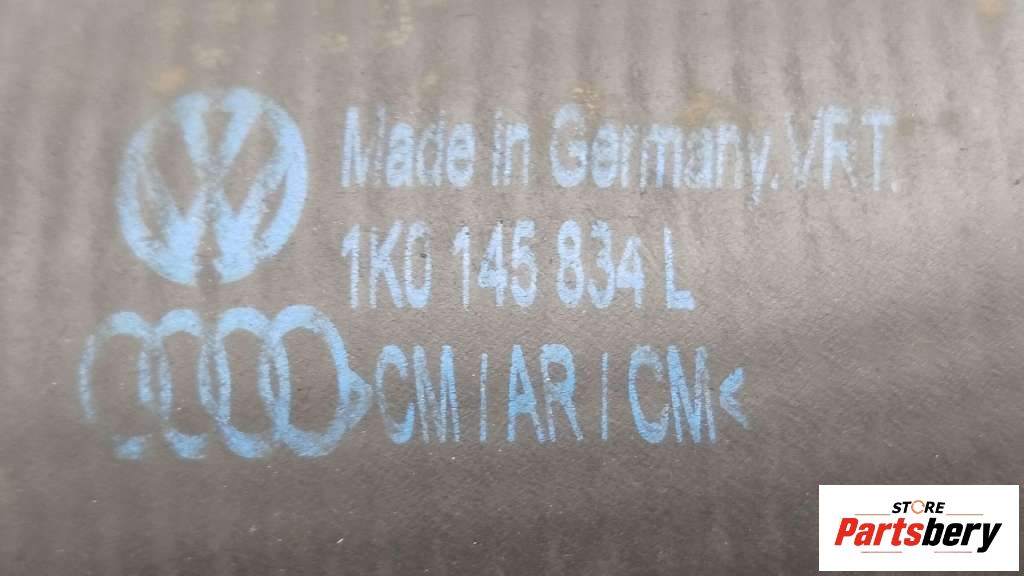 Made in Germany.VRT.
1K0 145 834 L
>CM/AR/CM<
STORE
Partsbery